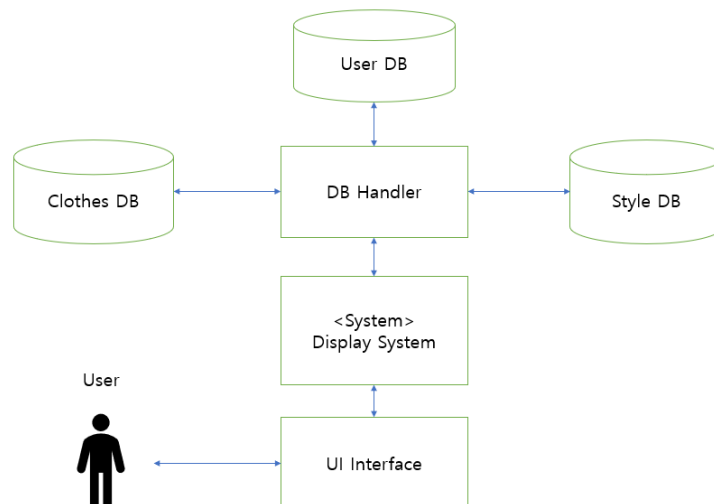 User DB
Clothes DB
DB Handler
Style DB
<System>
Display System
User
UI Interface